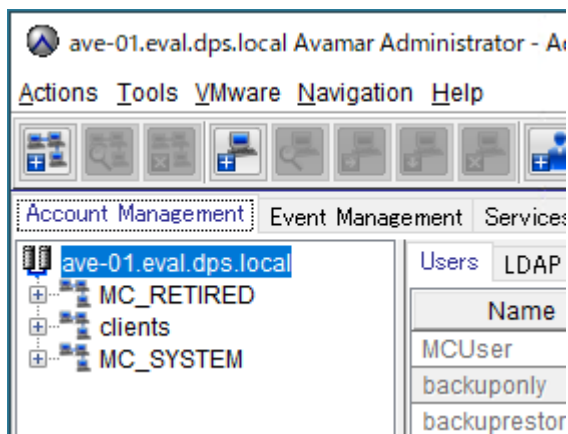 ave-01.eval.dps.local Avamar Administrator - A
Actions Tools VMware Navigation Help
Account Management Event Management Services
ave-01.eval.dps.local
MC_RETIRED
clients
MC_SYSTEM
Users LDAP
Name
MCUser
backuponly
backuprestor